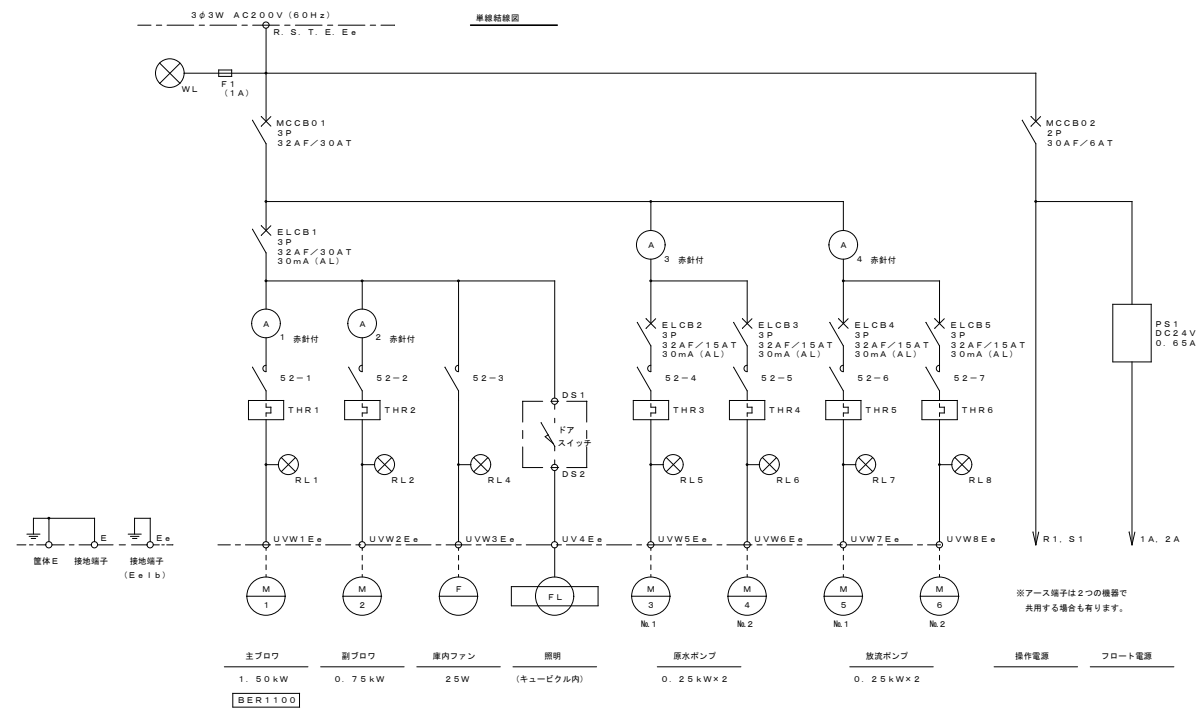 3φ3W AC200V(60Hz)
単線結線図
R. S. T. E. Ee
WL
F1
(1A)
MCCB01
3P
32AF/30AT
MCCB02
2P
30AF/6AT
ELCB1
3P
32AF/30AT
30mA(AL)
A
3 赤針付
A
4 赤針付
A
1 赤針付
A
2 赤針付
ELCB2
3P
32AF/15AT
30mA(AL)
ELCB3
3P
32AF/15AT
30mA(AL)
ELCB4
3P
32AF/15AT
30mA(AL)
ELCB5
3P
32AF/15AT
30mA(AL)
PS1
DC24V
0. 65A
52-1
52-2
52-3
52-4
52-5
52-6
52-7
DS1
THR1
THR2
THR3
THR4
THR5
THR6
ドア
スイッチ
DS2
RL1
RL2
RL4
RL5
RL6
RL7
RL8
E
Ee
UVW1Ee
UVW2Ee
UVW3Ee
UV4Ee
UVW5Ee
UVW6Ee
UVW7Ee
UVW8Ee
R1, S1
1A, 2A
筐体E
接地端子
接地端子
(Eelb)
M
1
M
2
F
FL
M
3
M
4
M
5
M
6
№1
№2
№1
№2
※アース端子は2つの機器で
共用する場合も有ります。
主ブロワ
副ブロワ
庫内ファン
照明
原水ポンプ
放流ポンプ
操作電源
フロート電源
1. 50kW
0. 75kW
25W
(キュービクル内)
0. 25kW×2
0. 25kW×2
BER1100